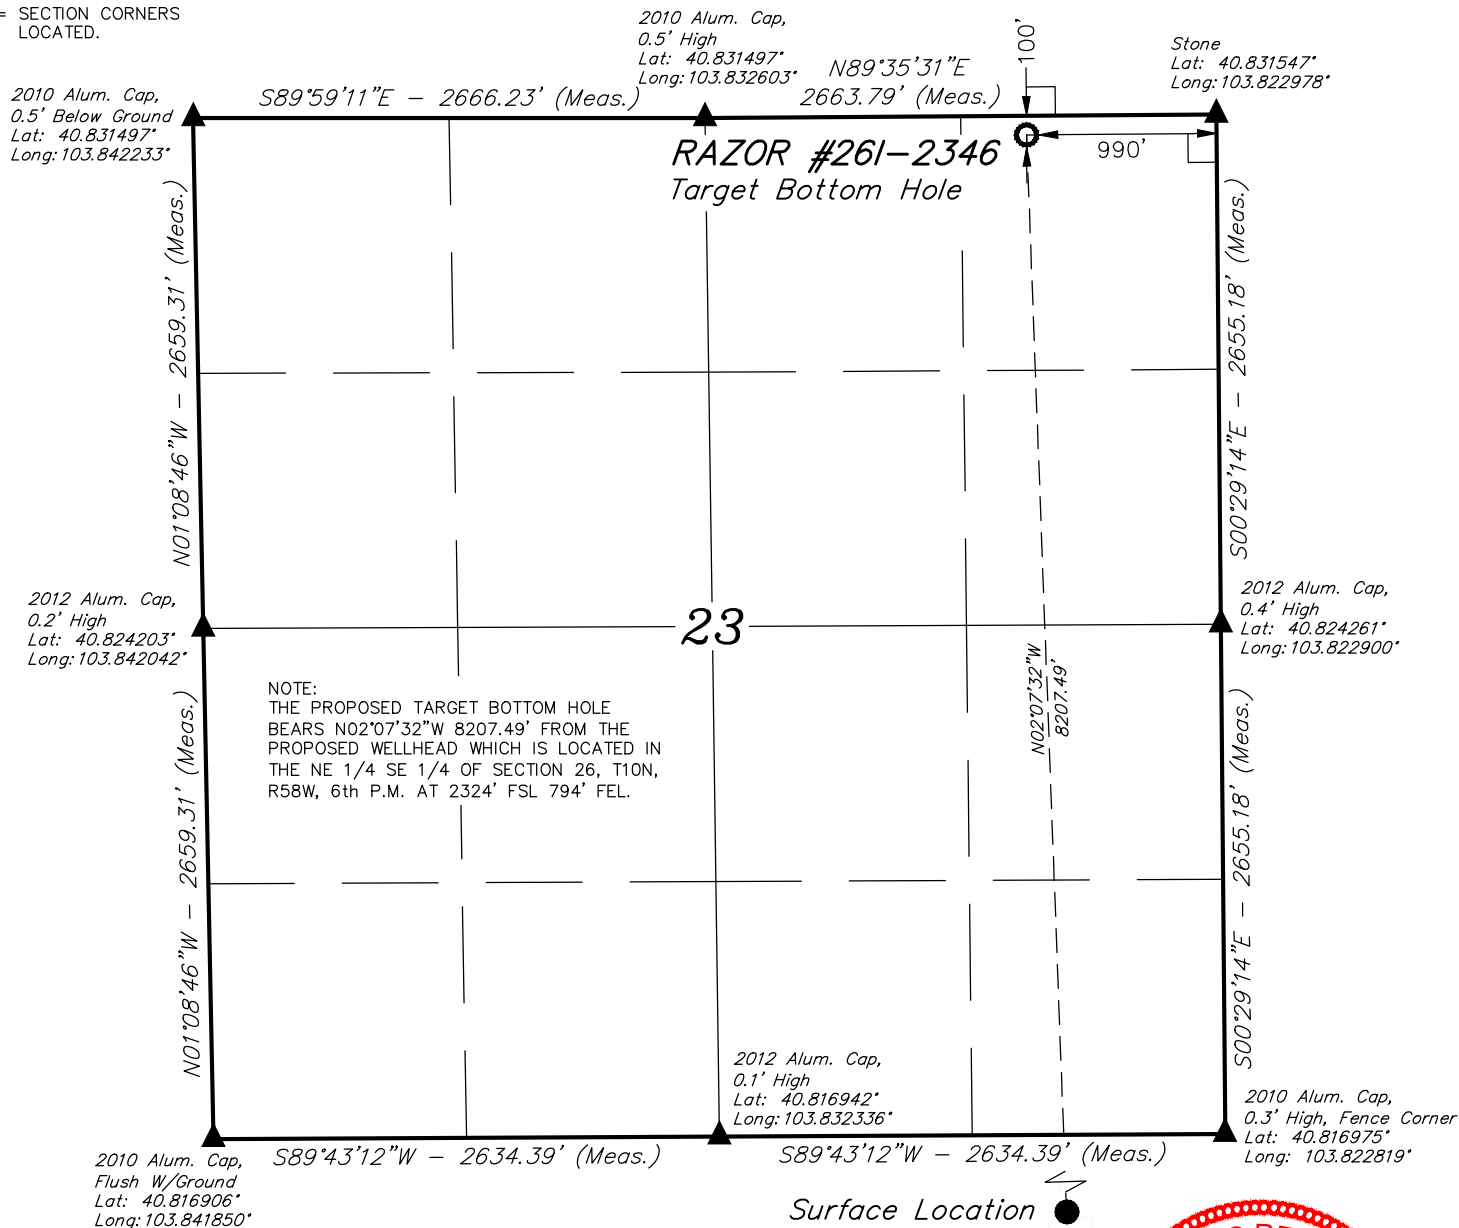 = SECTION CORNERS
LOCATED.
2010 Alum. Cap,
0.5' High
Lat: 40.831497°
Long: 103.832603°
100'
Stone
Lat: 40.831547°
Long: 103.822978°
2010 Alum. Cap,
0.5' Below Ground
Lat: 40.831497°
Long: 103.842233°
S89°59'11"E - 2666.23' (Meas.)
N89°35'31"E
2663.79' (Meas.)
RAZOR #26I-2346
Target Bottom Hole
990'
N01°08'46"W - 2659.31' (Meas.)
S00°29'14"E - 2655.18' (Meas.)
2012 Alum. Cap,
0.2' High
Lat: 40.824203°
Long: 103.842042°
23
2012 Alum. Cap,
0.4' High
Lat: 40.824261°
Long: 103.822900°
N02°07'32"W
8207.49'
NOTE:
THE PROPOSED TARGET BOTTOM HOLE
BEARS N02°07'32"W 8207.49' FROM THE
PROPOSED WELLHEAD WHICH IS LOCATED IN
THE NE 1/4 SE 1/4 OF SECTION 26, T10N,
R58W, 6th P.M. AT 2324' FSL 794' FEL.
N01°08'46"W - 2659.31' (Meas.)
S00°29'14"E - 2655.18' (Meas.)
2012 Alum. Cap,
0.1' High
Lat: 40.816942°
Long: 103.832336°
2010 Alum. Cap,
0.3' High, Fence Corner
Lat: 40.816975°
Long: 103.822819°
2010 Alum. Cap,
Flush W/Ground
Lat: 40.816906°
Long: 103.841850°
S89°43'12"W - 2634.39' (Meas.)
S89°43'12"W - 2634.39' (Meas.)
Surface Location